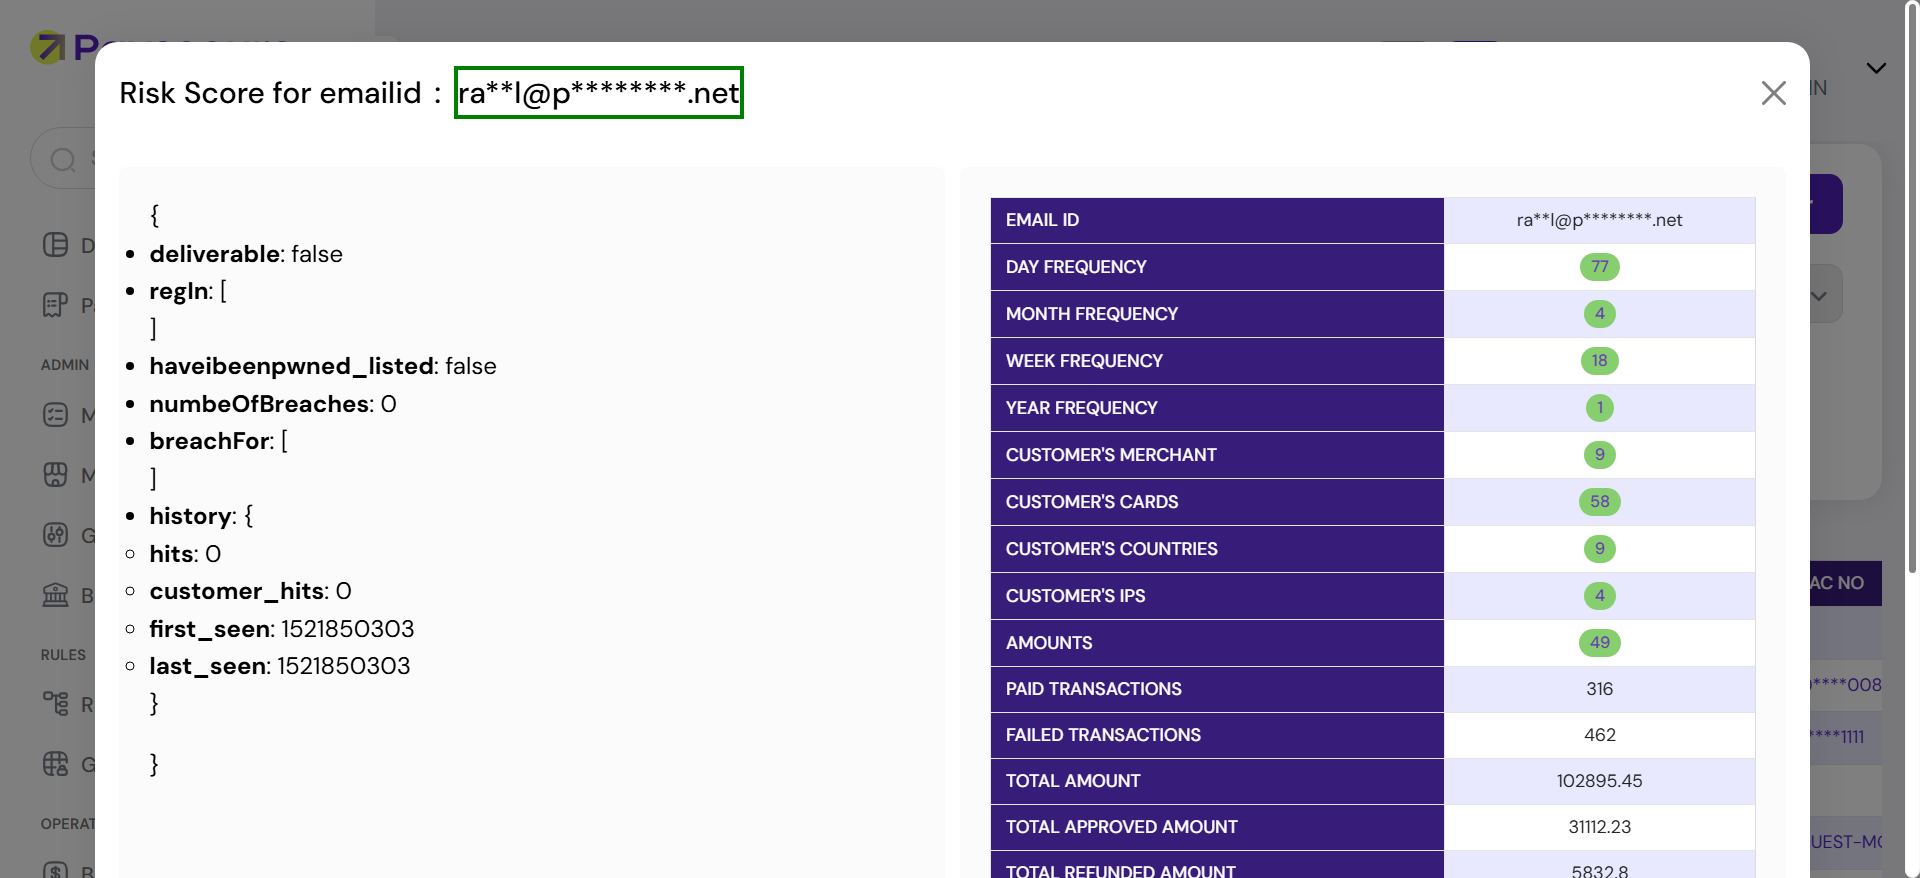 Risk Score for emailid : ra**l@p********.net
{
deliverable: false
regIn: [
]
haveibeenpwned_listed: false
numbeOfBreaches: 0
breachFor: [
]
history: {
hits: 0
customer_hits: 0
first_seen: 1521850303
last_seen: 1521850303
}
}
EMAIL ID ra**l@p********.net
DAY FREQUENCY 77
MONTH FREQUENCY 4
WEEK FREQUENCY 18
YEAR FREQUENCY 1
CUSTOMER'S MERCHANT 9
CUSTOMER'S CARDS 58
CUSTOMER'S COUNTRIES 9
CUSTOMER'S IPS 4
AMOUNTS 49
PAID TRANSACTIONS 316
FAILED TRANSACTIONS 462
TOTAL AMOUNT 102895.45
TOTAL APPROVED AMOUNT 31112.23
TOTAL REFUNDED AMOUNT 5832.8
ADMIN
RULES
AC NO
****008
****1111